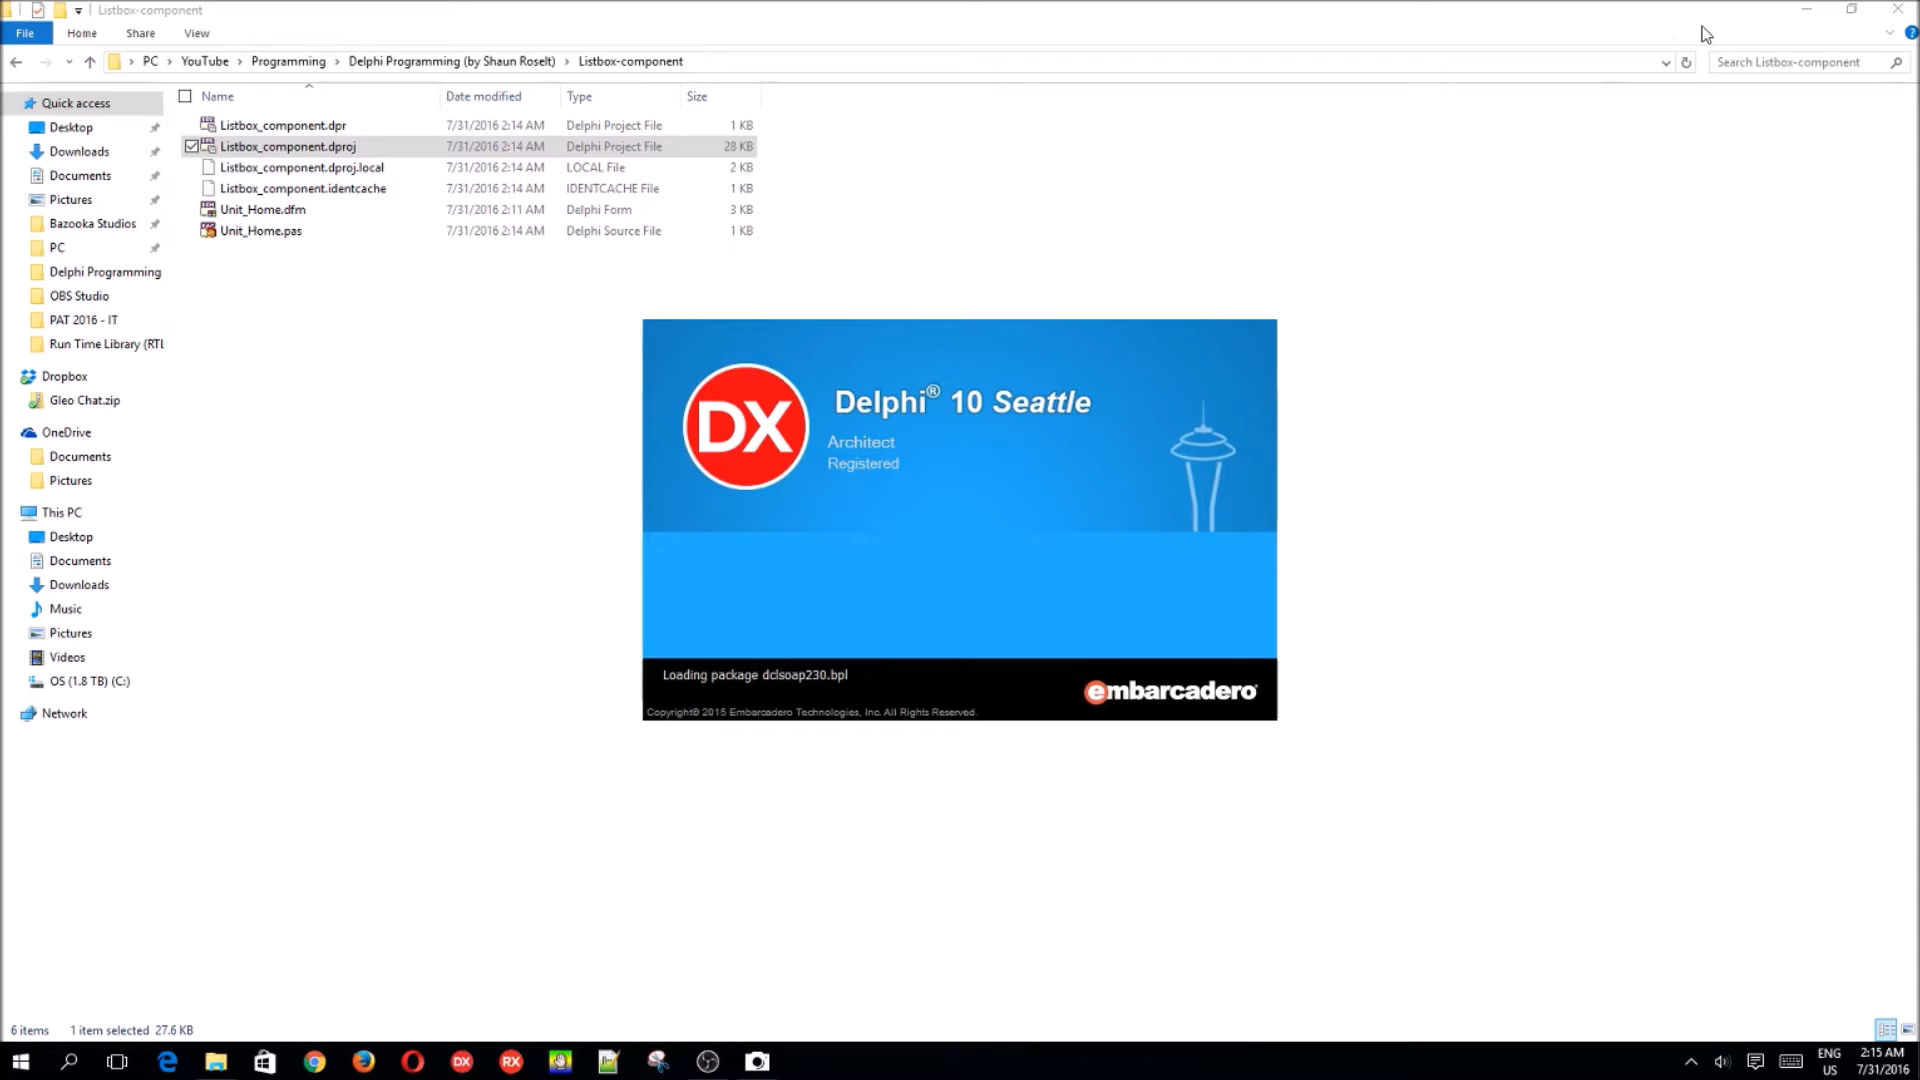 Listbox-component
File Home Share View
PC YouTube Programming Delphi Programming (by Shaun Roselt) Listbox-component
Search Listbox-component
Name Date modified Type Size
Listbox_component.dpr 7/31/2016 2:14 AM Delphi Project File 1 KB
Listbox_component.dproj 7/31/2016 2:14 AM Delphi Project File 28 KB
Listbox_component.dproj.local 7/31/2016 2:14 AM LOCAL File 2 KB
Listbox_component.identcache 7/31/2016 2:14 AM IDENTCACHE File 1 KB
Unit_Home.dfm 7/31/2016 2:11 AM Delphi Form 3 KB
Unit_Home.pas 7/31/2016 2:14 AM Delphi Source File 1 KB
Quick access
Desktop
Downloads
Documents
Pictures
Bazooka Studios
PC
Delphi Programming
OBS Studio
PAT 2016 - IT
Run Time Library (RTL
Dropbox
Gleo Chat.zip
OneDrive
Documents
Pictures
This PC
Desktop
Documents
Downloads
Music
Pictures
Videos
OS (1.8 TB) (C:)
Network
DX
Delphi® 10 Seattle
Architect
Registered
Loading package dclsoap230.bpl
embarcadero
Copyright© 2015 Embarcadero Technologies, Inc. All Rights Reserved.
6 items 1 item selected 27.6 KB
DX RX
ENG
US
2:15 AM
7/31/2016